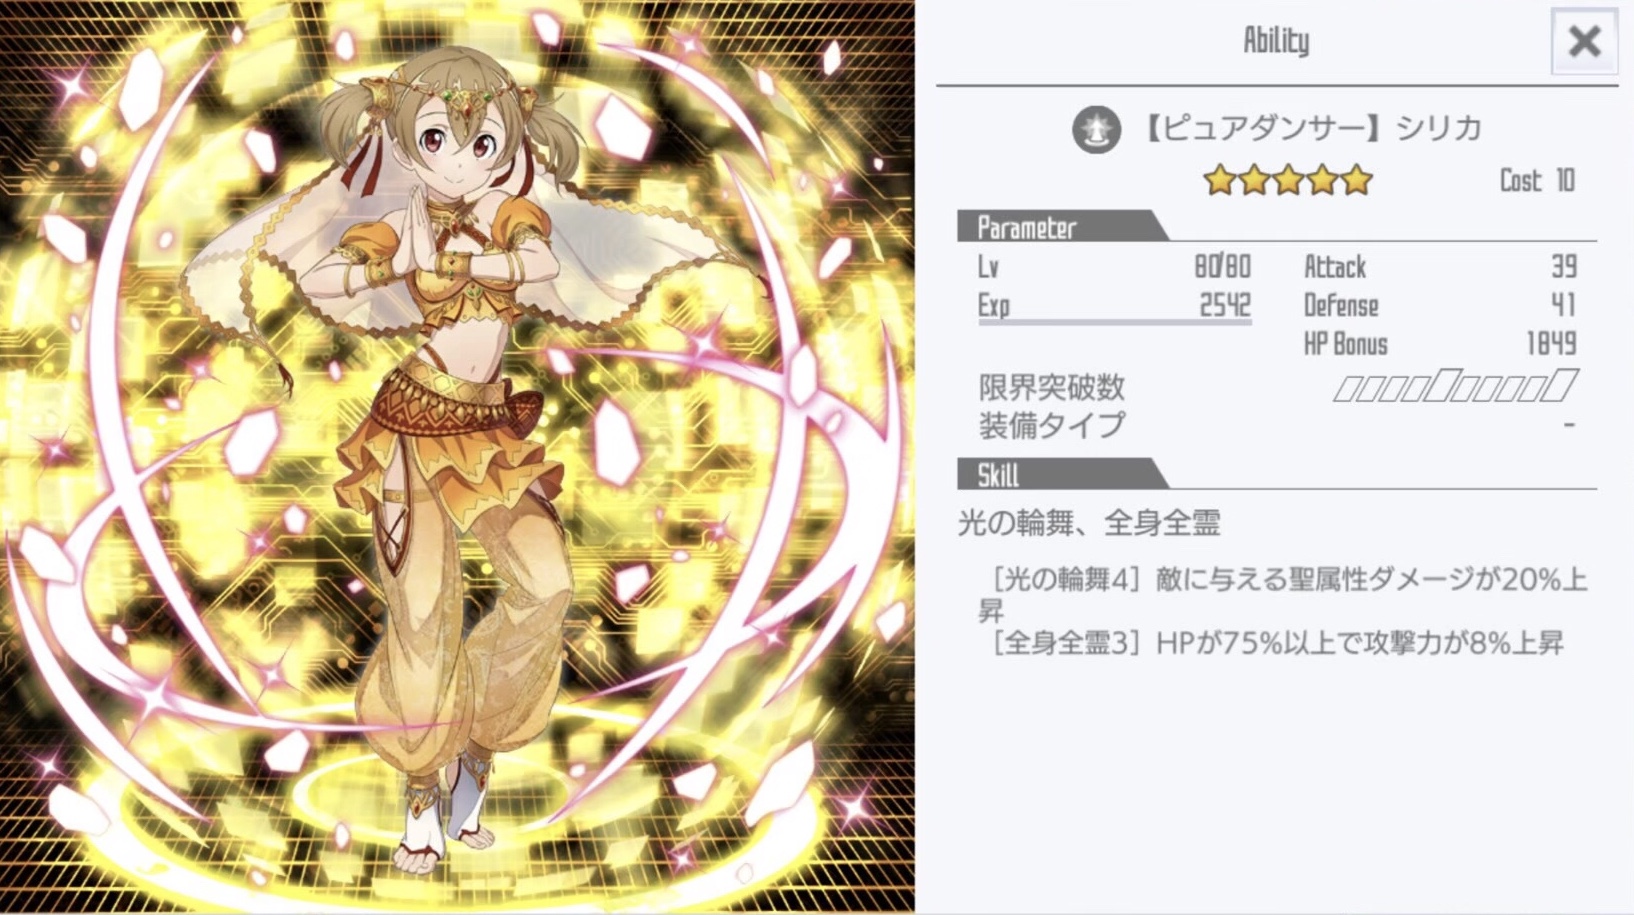 Ability
【ピュアダンサー】シリカ
Cost 10
Parameter
Lv 80/80
Attack 39
Exp 2542
Defense 41
HP Bonus 1849
限界突破数
装備タイプ -
Skill
光の輪舞、全身全霊
［光の輪舞4］敵に与える聖属性ダメージが20%上
昇
［全身全霊3］HPが75%以上で攻撃力が8%上昇